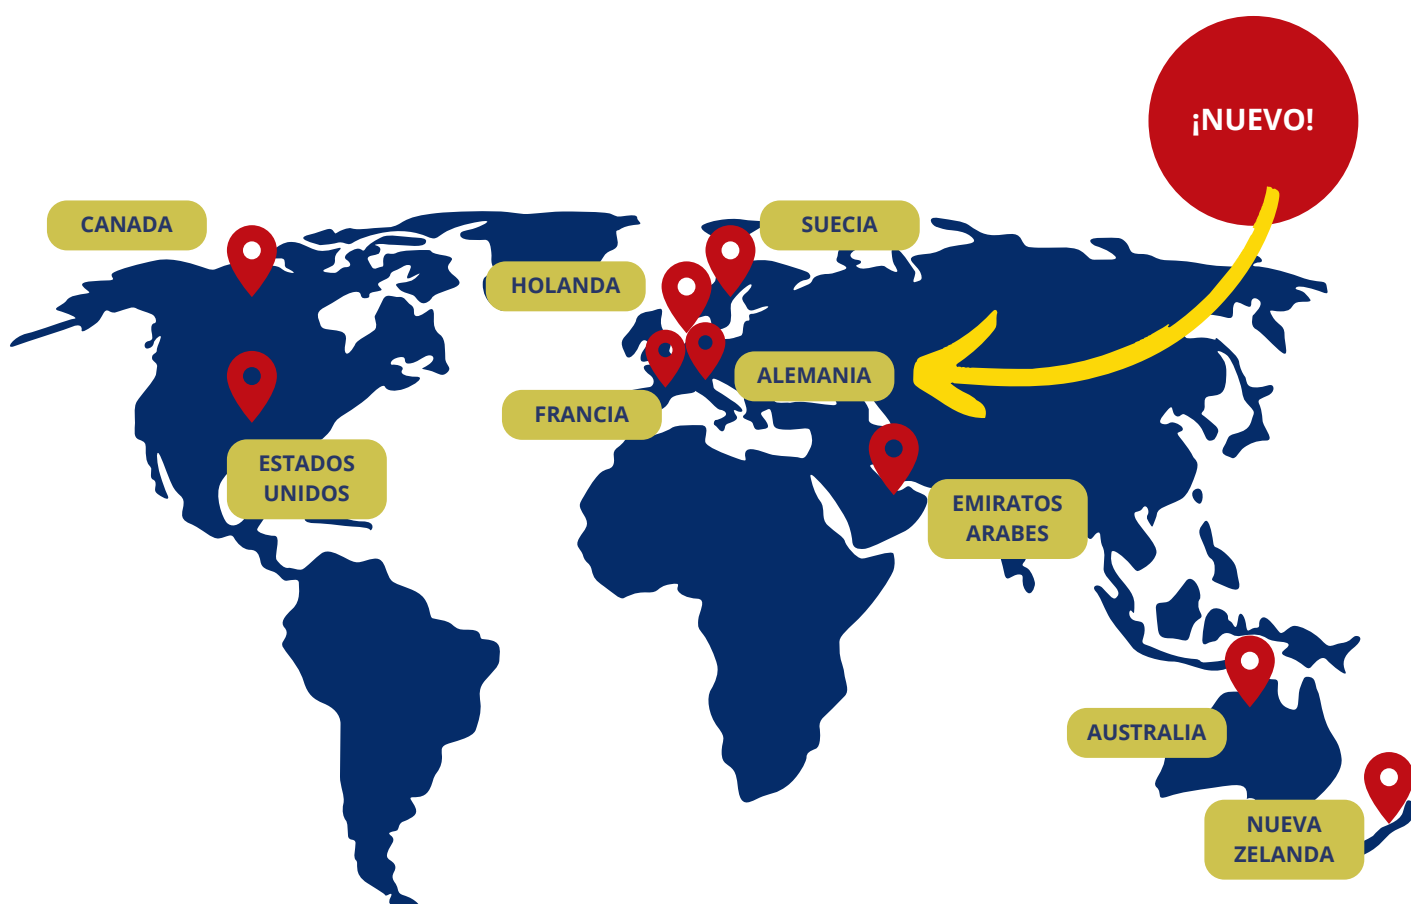 ¡NUEVO!
CANADA
SUECIA
HOLANDA
ALEMANIA
FRANCIA
ESTADOS
UNIDOS
EMIRATOS
ARABES
AUSTRALIA
NUEVA
ZELANDA